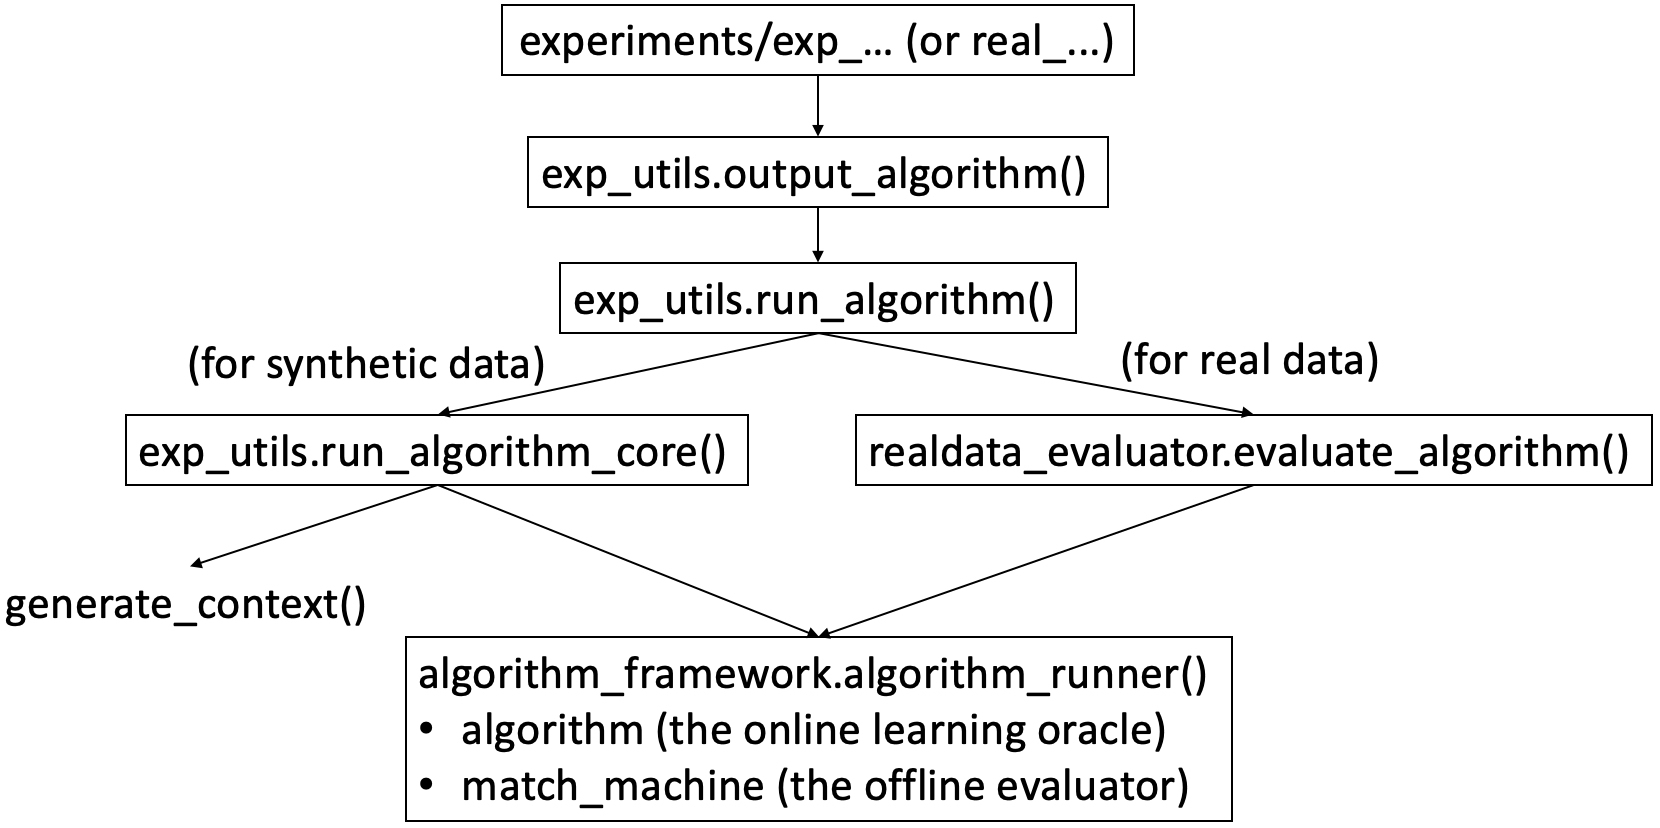 experiments/exp_... (or real_...)
exp_utils.output_algorithm()
exp_utils.run_algorithm()
(for synthetic data)
(for real data)
exp_utils.run_algorithm_core()
realdata_evaluator.evaluate_algorithm()
generate_context()
algorithm_framework.algorithm_runner()
• algorithm (the online learning oracle)
• match_machine (the offline evaluator)